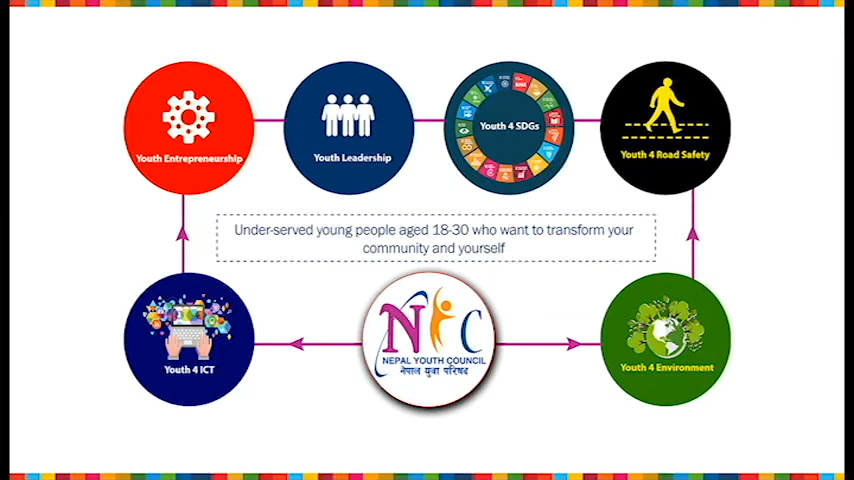 Youth Entrepreneurship
Youth Leadership
Youth 4 SDGs
Youth 4 Road Safety
Under-served young people aged 18-30 who want to transform your
community and yourself
Youth 4 ICT
NYC
NEPAL YOUTH COUNCIL
नेपाल युवा परिषद
Youth 4 Environment